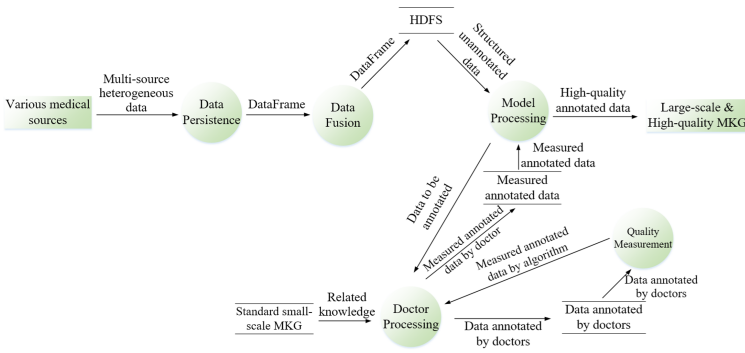 HDFS
DataFrame
Structured
unannotated
data
Various medical
sources
Multi-source
heterogeneous
data
Data
Persistence
DataFrame
Data
Fusion
Model
Processing
High-quality
annotated data
Large-scale &
High-quality MKG
Measured
annotated data
Measured
annotated data
Data to be
annotated
Measured annotated
data by doctor
Measured annotated
data by algorithm
Quality
Measurement
Data annotated
by doctors
Standard small-
scale MKG
Related
knowledge
Doctor
Processing
Data annotated
by doctors
Data annotated
by doctors